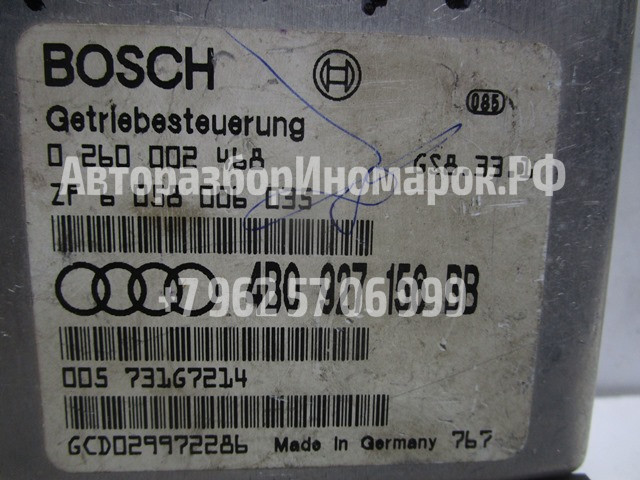 BOSCH
085
Getriebesteuerung
0 260 002 468
GS8.33.
АвторазборИномарок.РФ
ZF 6 058 006 035
4B0 927 156 BB
+79625706999
005 73167214
GCD029972286 Made in Germany 767